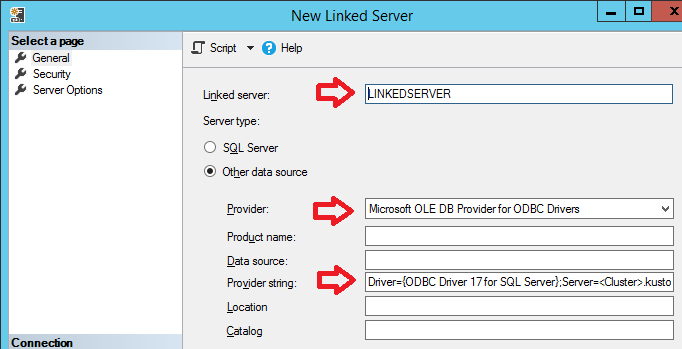 New Linked Server
Select a page
General
Security
Server Options
Connection
Script
Help
Linked server:
LINKEDSERVER
Server type:
SQL Server
Other data source
Provider:
Microsoft OLE DB Provider for ODBC Drivers
Product name:
Data source:
Provider string:
Driver={ODBC Driver 17 for SQL Server};Server=<Cluster>.kusto
Location
Catalog